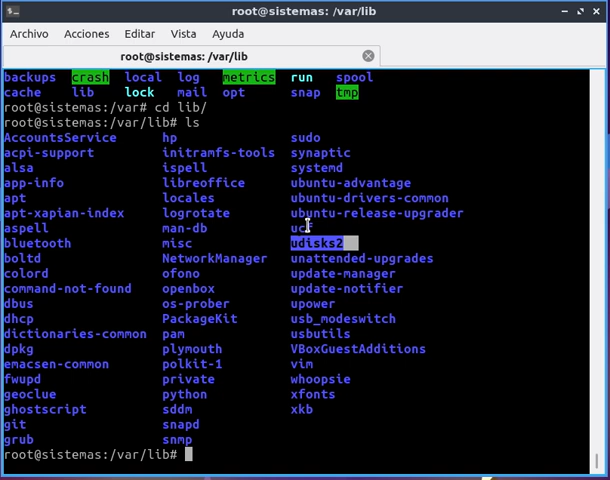 root@sistemas: /var/lib
Archivo Acciones Editar Vista Ayuda
root@sistemas: /var/lib
backups crash local log metrics run spool
cache lib lock mail opt snap tmp
root@sistemas:/var# cd lib/
root@sistemas:/var/lib# ls
AccountsService hp sudo
acpi-support initramfs-tools synaptic
alsa ispell systemd
app-info libreoffice ubuntu-advantage
apt locales ubuntu-drivers-common
apt-xapian-index logrotate ubuntu-release-upgrader
aspell man-db ucf
bluetooth misc udisks2
boltd NetworkManager unattended-upgrades
colord ofono update-manager
command-not-found openbox update-notifier
dbus os-prober upower
dhcp PackageKit usb_modeswitch
dictionaries-common pam usbutils
dpkg plymouth VBoxGuestAdditions
emacsen-common polkit-1 vim
fwupd private whoopsie
geoclue python xfonts
ghostscript sddm xkb
git snapd
grub snmp
root@sistemas:/var/lib#